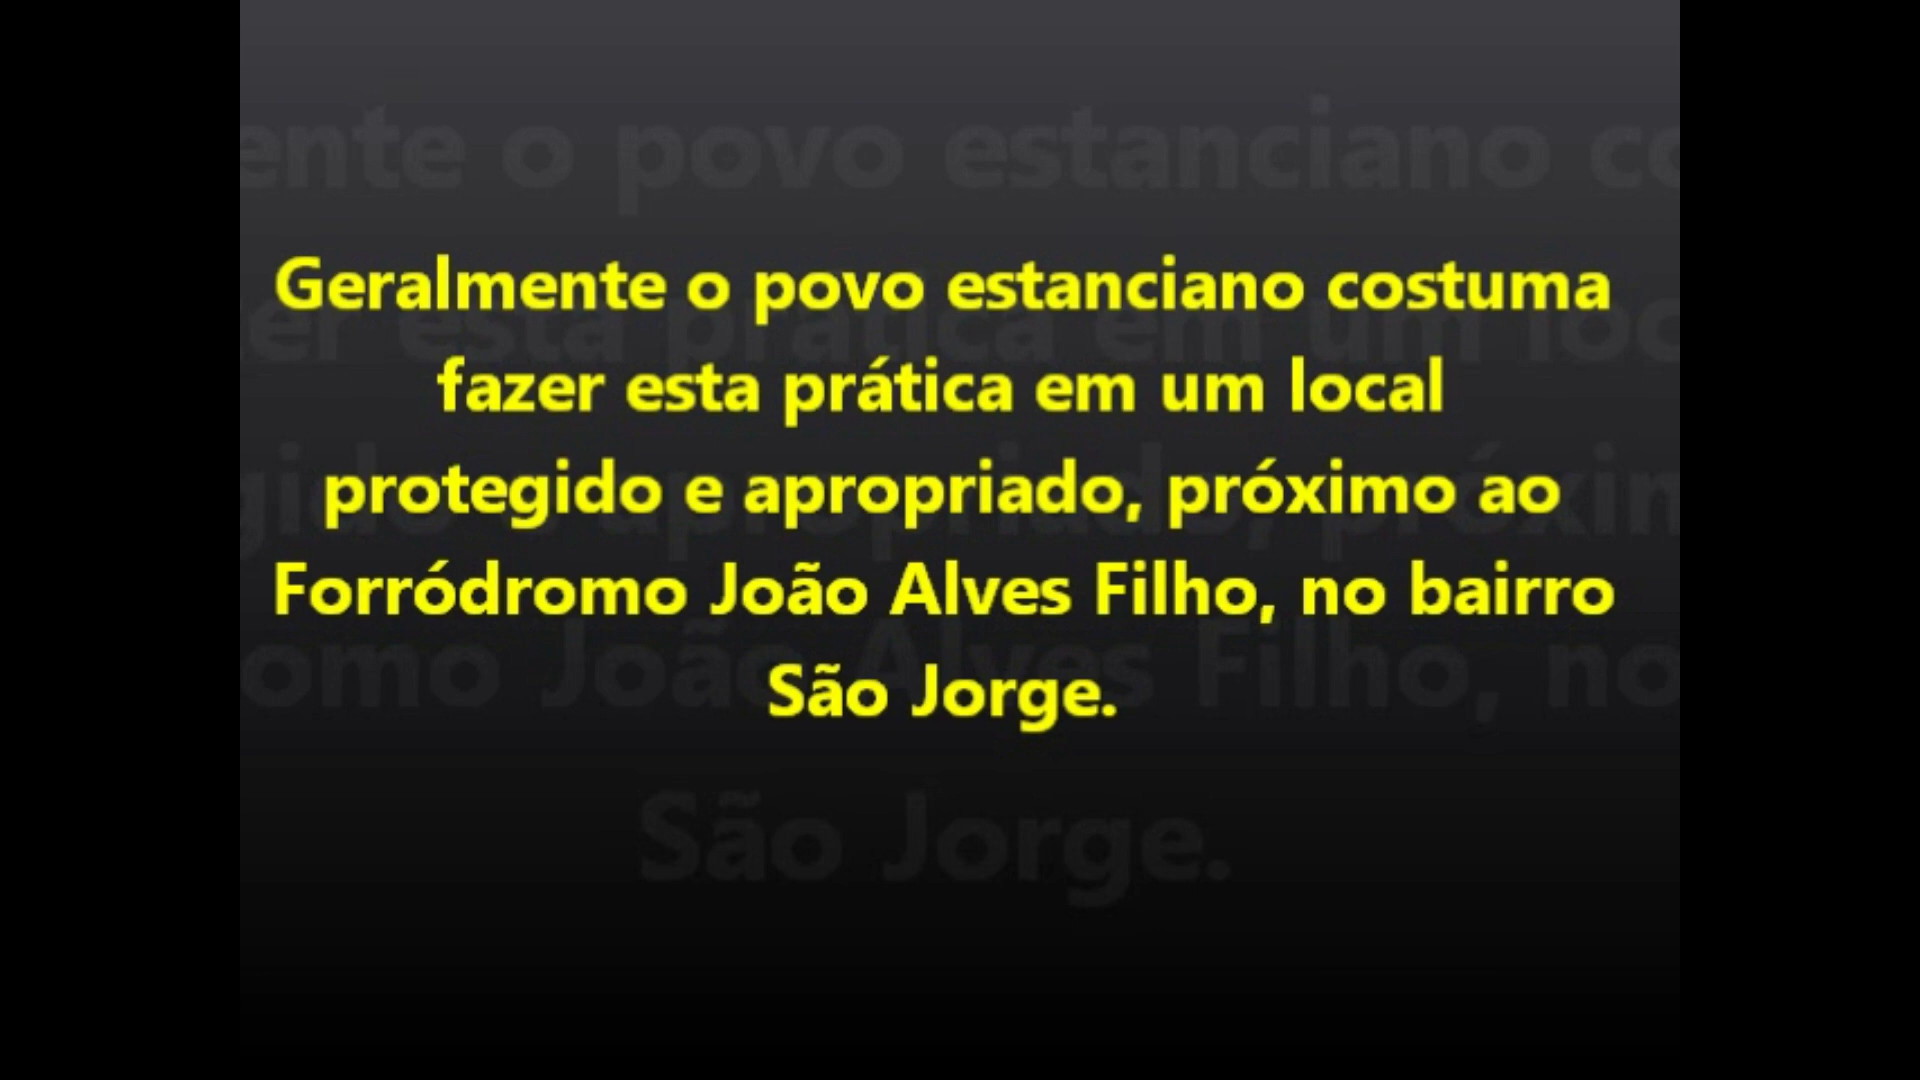 Geralmente o povo estanciano costuma
fazer esta prática em um local
protegido e apropriado, próximo ao
Forródromo João Alves Filho, no bairro
São Jorge.